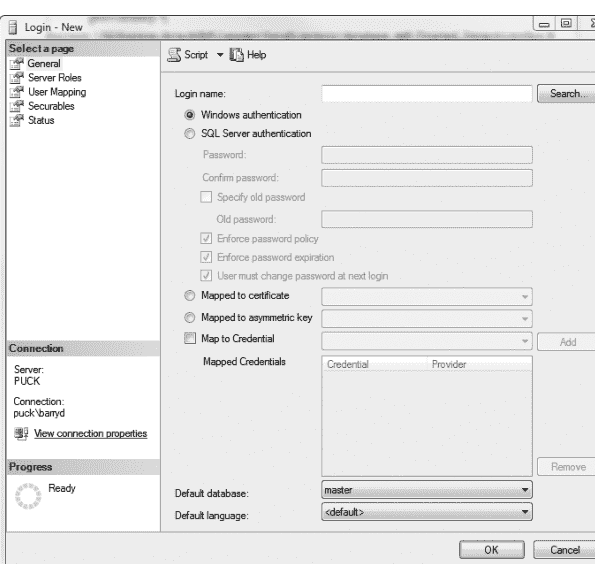 Login - New
Select a page
General
Server Roles
User Mapping
Securables
Status
Script
Help
Login name:
Search...
Windows authentication
SQL Server authentication
Password:
Confirm password:
Specify old password
Old password:
Enforce password policy
Enforce password expiration
User must change password at next login
Mapped to certificate
Mapped to asymmetric key
Map to Credential
Add
Mapped Credentials
Credential Provider
Remove
Default database: master
Default language: <default>
Connection
Server:
PUCK
Connection:
puck\barryd
View connection properties
Progress
Ready
OK
Cancel